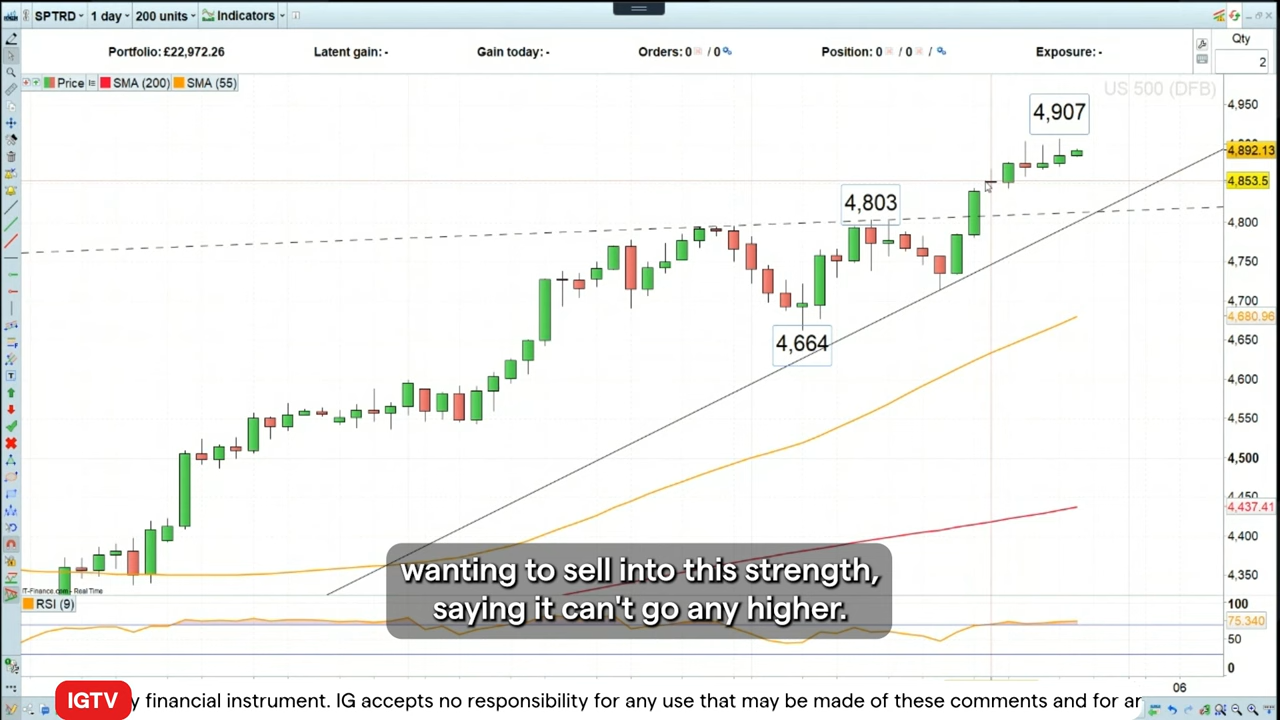 SPTRD 1 day 200 units Indicators
Portfolio: £22,972.26 Latent gain: - Gain today: - Orders: 0 / 0 Position: 0 / 0 / Exposure: - Qty
2
Price SMA (200) SMA (55)
US 500 (DFB)
4,907
4,803
4,664
4,950
4,892.13
4,853.5
4,800
4,750
4,700
4,680.96
4,650
4,600
4,550
4,500
4,450
4,437.41
4,400
4,350
IT-Finance.com - Real Time
RSI (9)
100
75.340
50
0
wanting to sell into this strength,
saying it can't go any higher.
06
IGTV y financial instrument. IG accepts no responsibility for any use that may be made of these comments and for